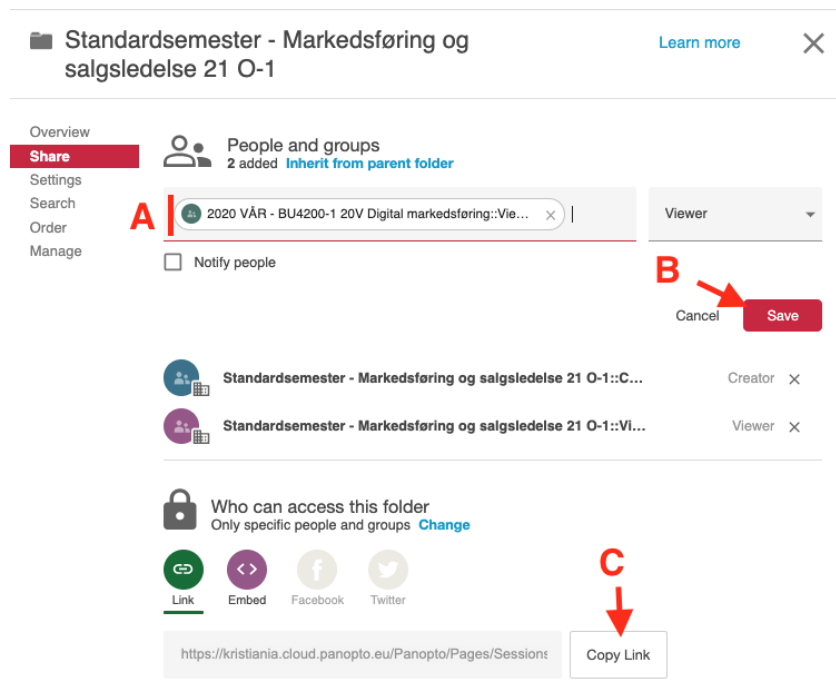 Standardsemester - Markedsføring og
salgsledelse 21 O-1
Learn more
Overview
Share
Settings
Search
Order
Manage
People and groups
2 added Inherit from parent folder
A
2020 VÅR - BU4200-1 20V Digital markedsføring::Vie...
Viewer
Notify people
B
Cancel
Save
Standardsemester - Markedsføring og salgsledelse 21 O-1::C...
Creator
Standardsemester - Markedsføring og salgsledelse 21 O-1::Vi...
Viewer
Who can access this folder
Only specific people and groups Change
Link
Embed
Facebook
Twitter
C
https://kristiania.cloud.panopto.eu/Panopto/Pages/Sessions
Copy Link